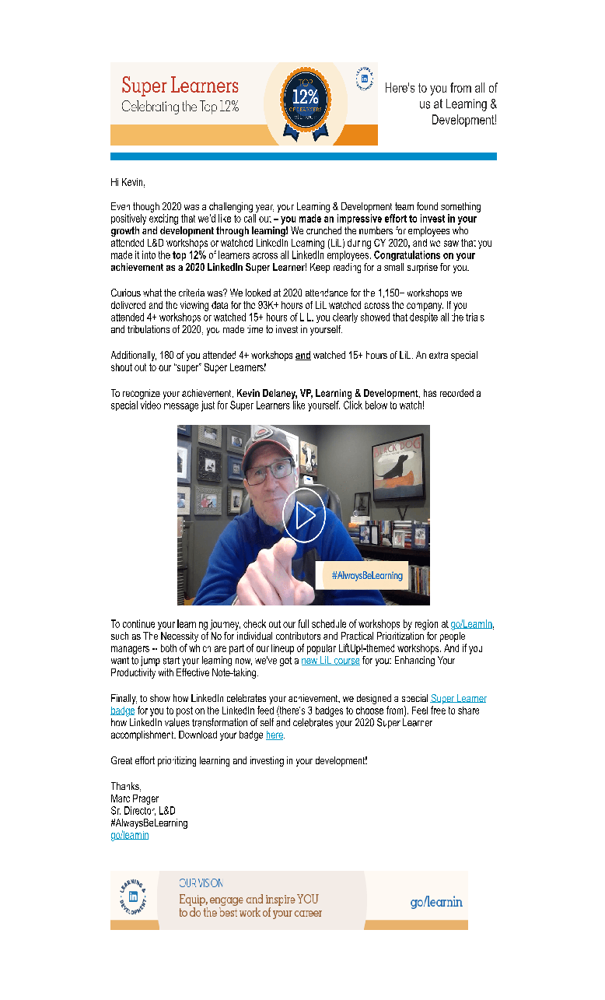 Super Learners
Celebrating the Top 12%
TOP
12%
OF LEARNERS
LEARNING &
in
DEVELOPMENT
Here's to you from all of
us at Learning &
Development!
Hi Kevin,
Even though 2020 was a challenging year, your Learning & Development team found something
positively exciting that we'd like to call out – you made an impressive effort to invest in your
growth and development through learning! We crunched the numbers for employees who
attended L&D workshops or watched LinkedIn Learning (LiL) during CY 2020, and we saw that you
made it into the top 12% of learners across all LinkedIn employees. Congratulations on your
achievement as a 2020 LinkedIn Super Learner! Keep reading for a small surprise for you.
Curious what the criteria was? We looked at 2020 attendance for the 1,150+ workshops we
delivered and the viewing data for the 93K+ hours of LiL watched across the company. If you
attended 4+ workshops or watched 15+ hours of LiL, you clearly showed that despite all the trials
and tribulations of 2020, you made time to invest in yourself.
Additionally, 180 of you attended 4+ workshops and watched 15+ hours of LiL. An extra special
shout out to our "super" Super Learners!
To recognize your achievement, Kevin Delaney, VP, Learning & Development, has recorded a
special video message just for Super Learners like yourself. Click below to watch!
BLACK DOG
#AlwaysBeLearning
To continue your learning journey, check out our full schedule of workshops by region at go/LearnIn,
such as The Necessity of No for individual contributors and Practical Prioritization for people
managers -- both of which are part of our lineup of popular LiftUp!-themed workshops. And if you
want to jump start your learning now, we've got a new LiL course for you: Enhancing Your
Productivity with Effective Note-taking.
Finally, to show how LinkedIn celebrates your achievement, we designed a special Super Learner
badge for you to post on the LinkedIn feed (there's 3 badges to choose from). Feel free to share
how LinkedIn values transformation of self and celebrates your 2020 Super Learner
accomplishment. Download your badge here.
Great effort prioritizing learning and investing in your development!
Thanks,
Marc Prager
Sr. Director, L&D
#AlwaysBeLearning
go/learnin
LEARNING &
in
DEVELOPMENT
OUR VISION
Equip, engage and inspire YOU
to do the best work of your career
go/learnin